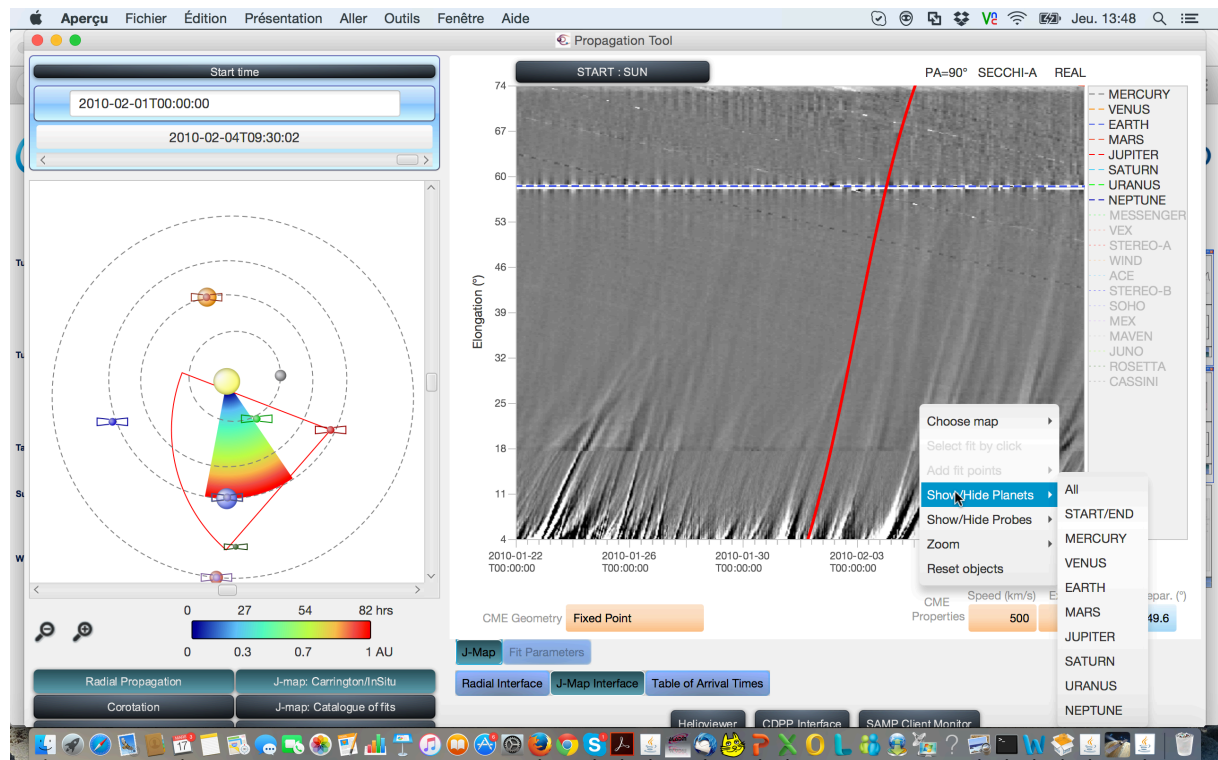 Aperçu Fichier Édition Présentation Aller Outils Fenêtre Aide Jeu. 13:48
Propagation Tool
Start time
2010-02-01T00:00:00
2010-02-04T09:30:02
START : SUN
PA=90° SECCHI-A REAL
74
67
60
53
46
39
32
25
18
11
4
Elongation (°)
2010-01-22 2010-01-26 2010-01-30 2010-02-03
T00:00:00 T00:00:00 T00:00:00 T00:00:00
MERCURY
VENUS
EARTH
MARS
JUPITER
SATURN
URANUS
NEPTUNE
MESSENGER
VEX
STEREO-A
WIND
ACE
STEREO-B
SOHO
MEX
MAVEN
JUNO
ROSETTA
CASSINI
Choose map
Select fit by click
Add fit points
Show/Hide Planets
Show/Hide Probes
Zoom
Reset objects
All
START/END
MERCURY
VENUS
EARTH
MARS
JUPITER
SATURN
URANUS
NEPTUNE
0 27 54 82 hrs
0 0.3 0.7 1 AU
CME Geometry Fixed Point
CME
Properties
Speed (km/s)
500
epar. (°)
49.6
J-Map Fit Parameters
Radial Interface J-Map Interface Table of Arrival Times
Radial Propagation J-map: Carrington/InSitu
Corotation J-map: Catalogue of fits
Helioviewer CDPP Interface SAMP Client Monitor